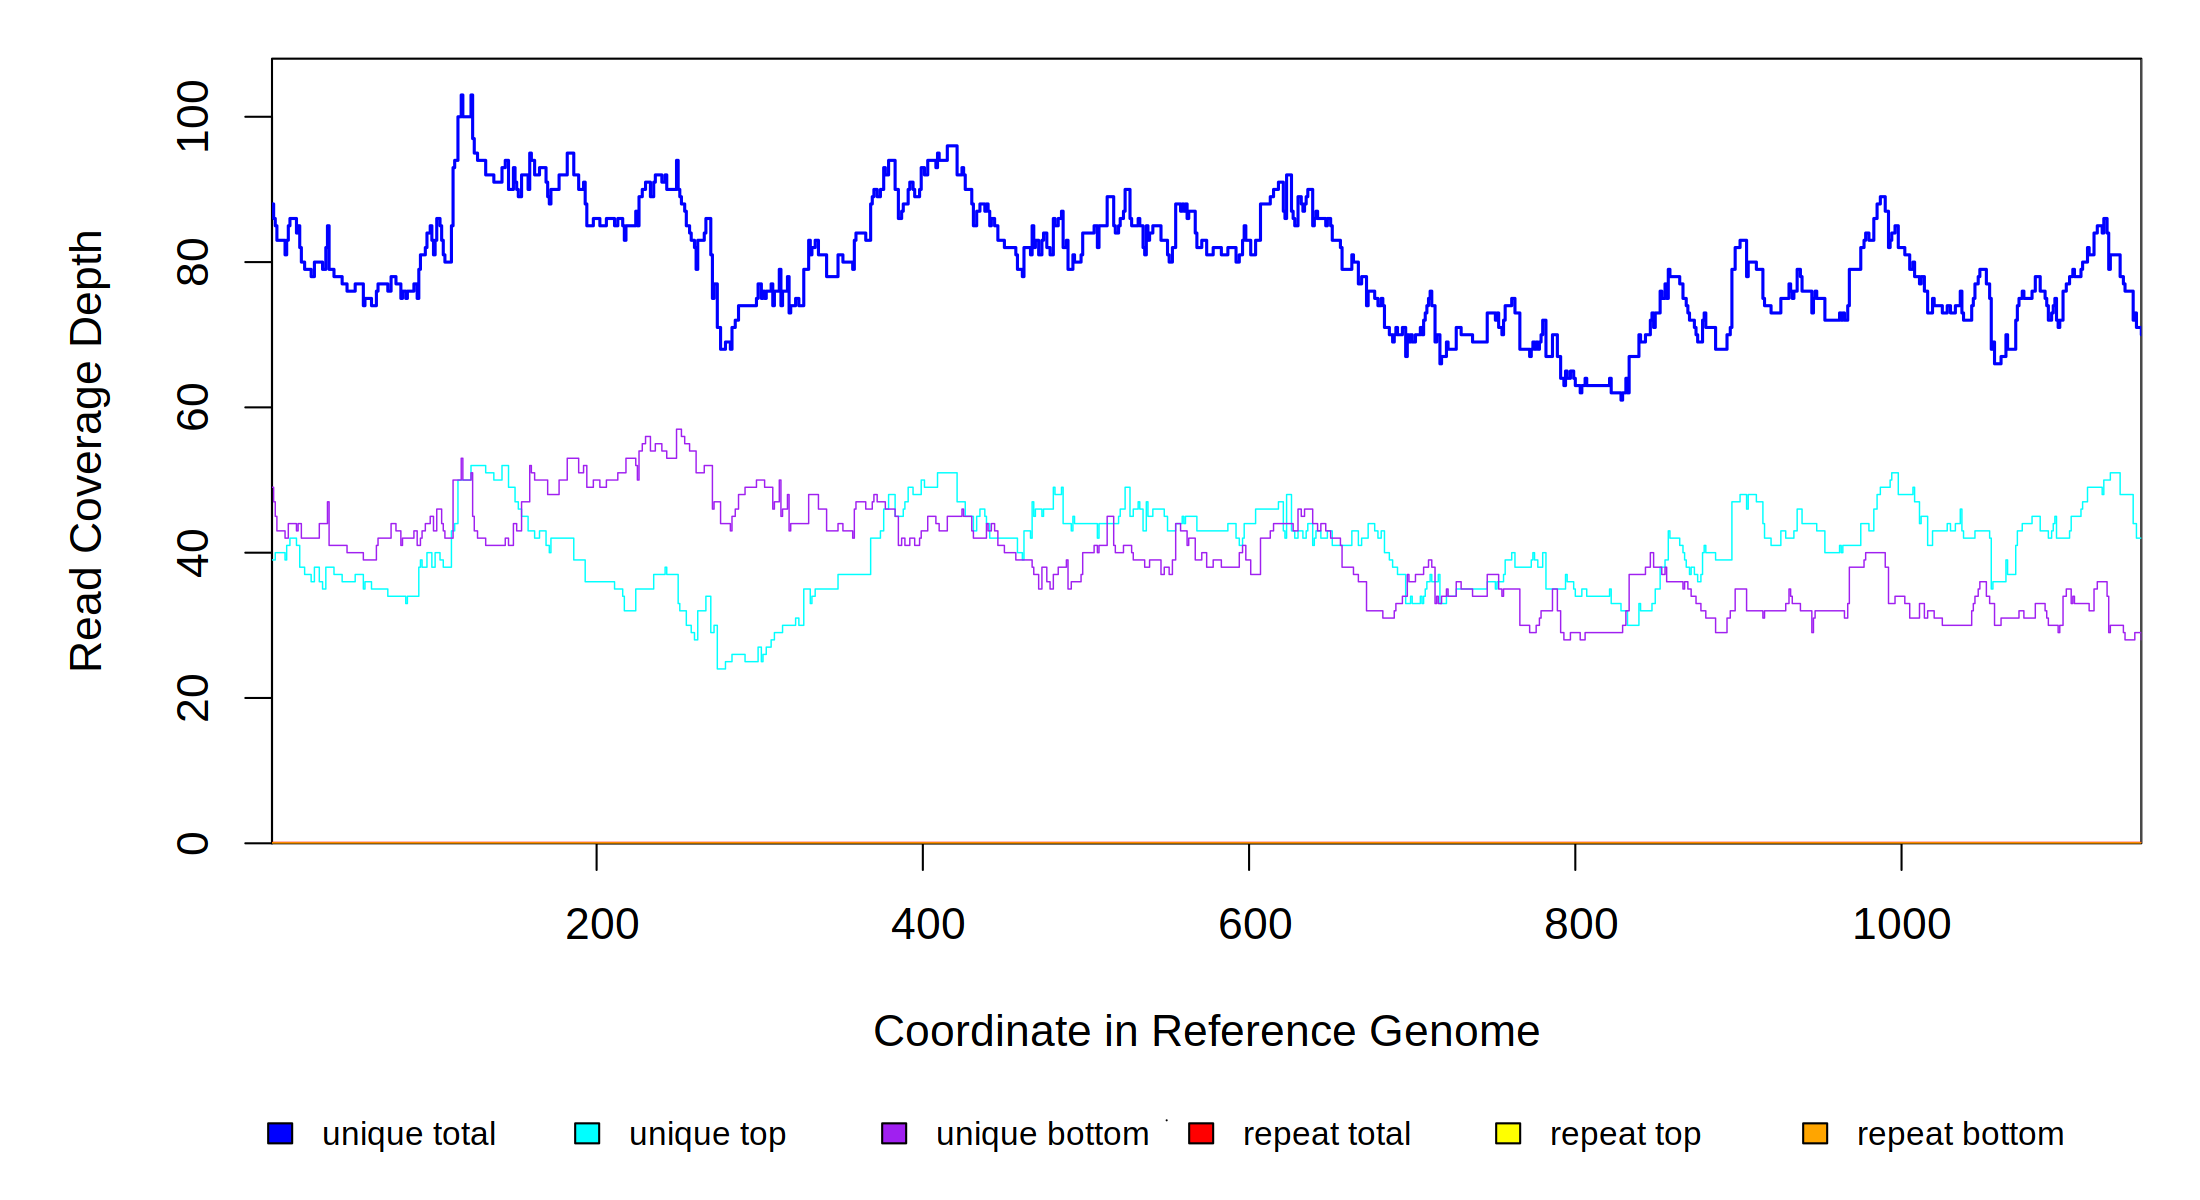 Read Coverage Depth
100
80
60
40
20
0
200 400 600 800 1000
Coordinate in Reference Genome
unique total unique top unique bottom repeat total repeat top repeat bottom